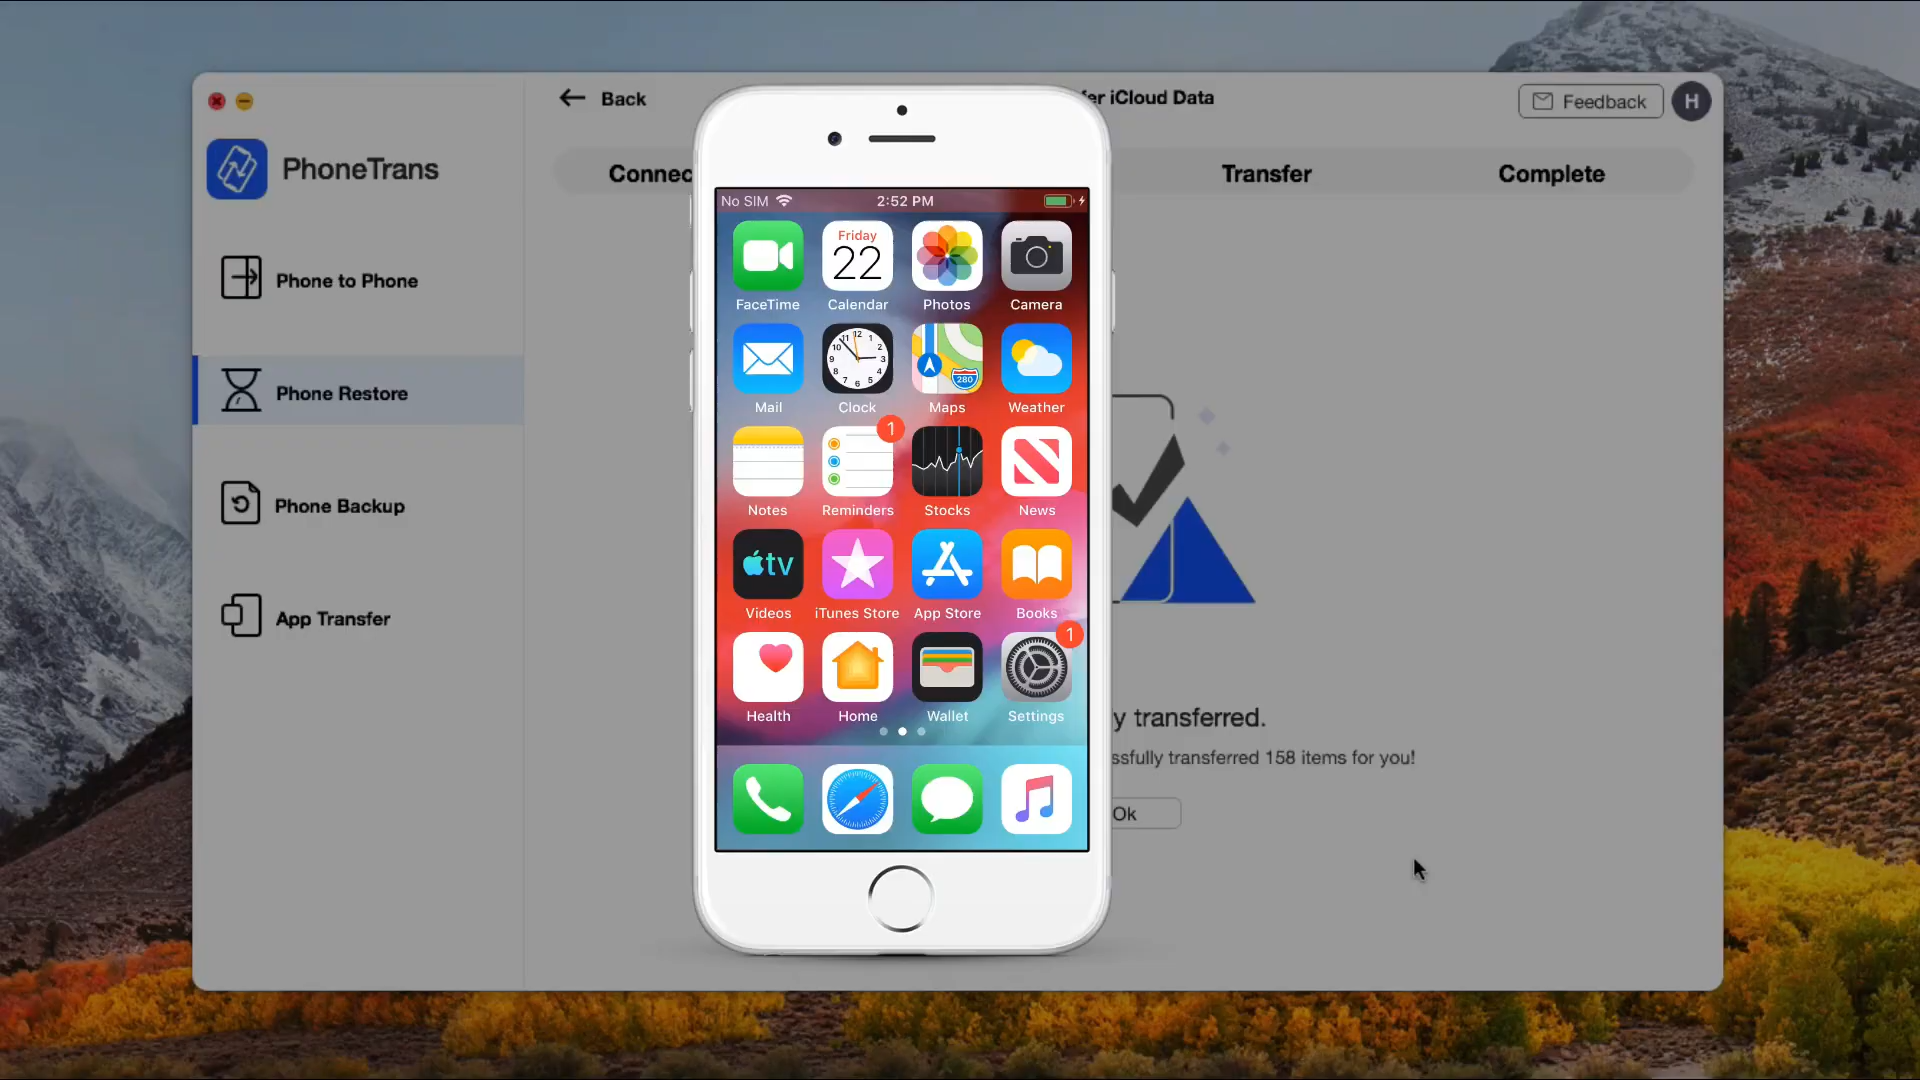 Back
fer iCloud Data
Feedback
H
PhoneTrans
Connec
Transfer
Complete
Phone to Phone
Phone Restore
Phone Backup
App Transfer
No SIM
2:52 PM
Friday
22
FaceTime
Calendar
Photos
Camera
280
Mail
Clock
Maps
Weather
1
Notes
Reminders
Stocks
News
tv
Videos
iTunes Store
App Store
Books
1
Health
Home
Wallet
Settings
y transferred.
ssfully transferred 158 items for you!
Ok